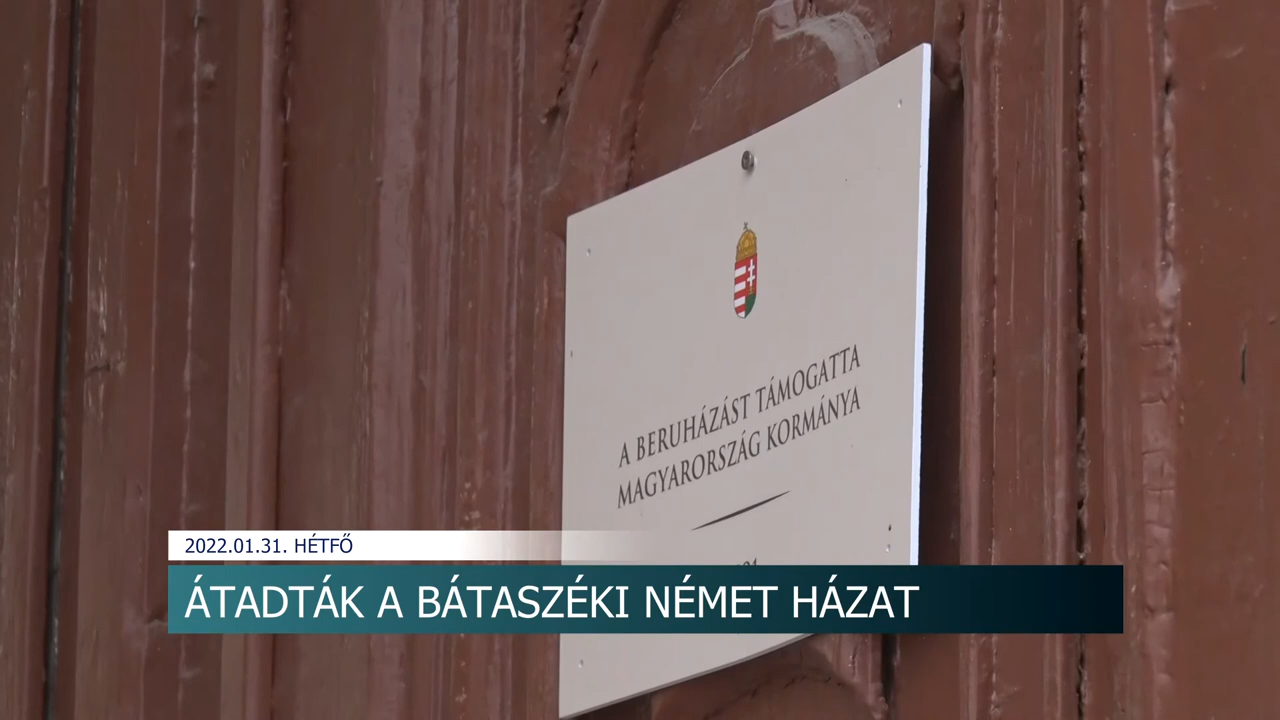 A BERUHÁZÁST TÁMOGATTA
MAGYARORSZÁG KORMÁNYA
2022.01.31. HÉTFŐ
ÁTADTÁK A BÁTASZÉKI NÉMET HÁZAT